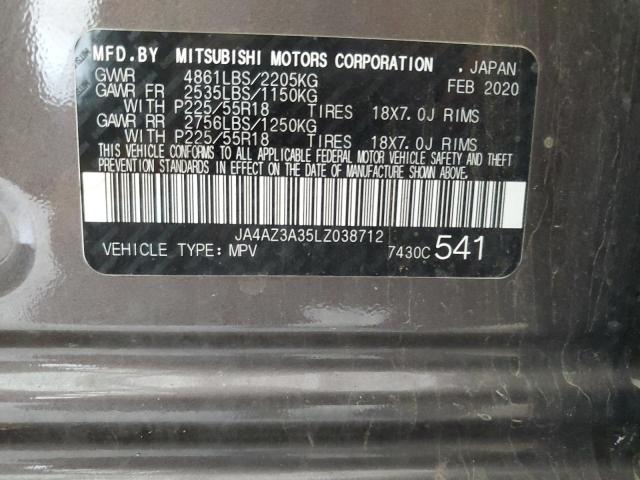 MFD.BY MITSUBISHI MOTORS CORPORATION , JAPAN
GVWR 4861LBS/2205KG FEB 2020
GAWR FR 2535LBS/1150KG
WITH P225/55R18 TIRES 18X7.0J RIMS
GAWR RR 2756LBS/1250KG
WITH P225/55R18 TIRES 18X7.0J RIMS
THIS VEHICLE CONFORMS TO ALL APPLICABLE FEDERAL MOTOR VEHICLE SAFETY AND THEFT
PREVENTION STANDARDS IN EFFECT ON THE DATE OF MANUFACTURE SHOWN ABOVE.
JA4AZ3A35LZ038712
VEHICLE TYPE: MPV 7430C 541